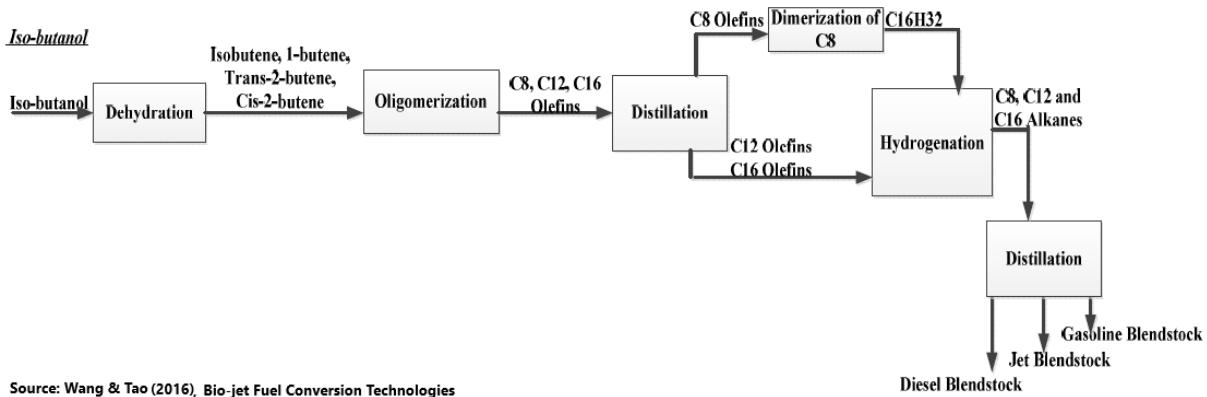 Iso-butanol
Iso-butanol
Dehydration
Isobutene, 1-butene,
Trans-2-butene,
Cis-2-butene
Oligomerization
C8, C12, C16
Olefins
Distillation
C8 Olefins
Dimerization of
C8
C16H32
C12 Olefins
C16 Olefins
Hydrogenation
C8, C12 and
C16 Alkanes
Distillation
Gasoline Blendstock
Jet Blendstock
Diesel Blendstock
Source: Wang & Tao (2016), Bio-jet Fuel Conversion Technologies